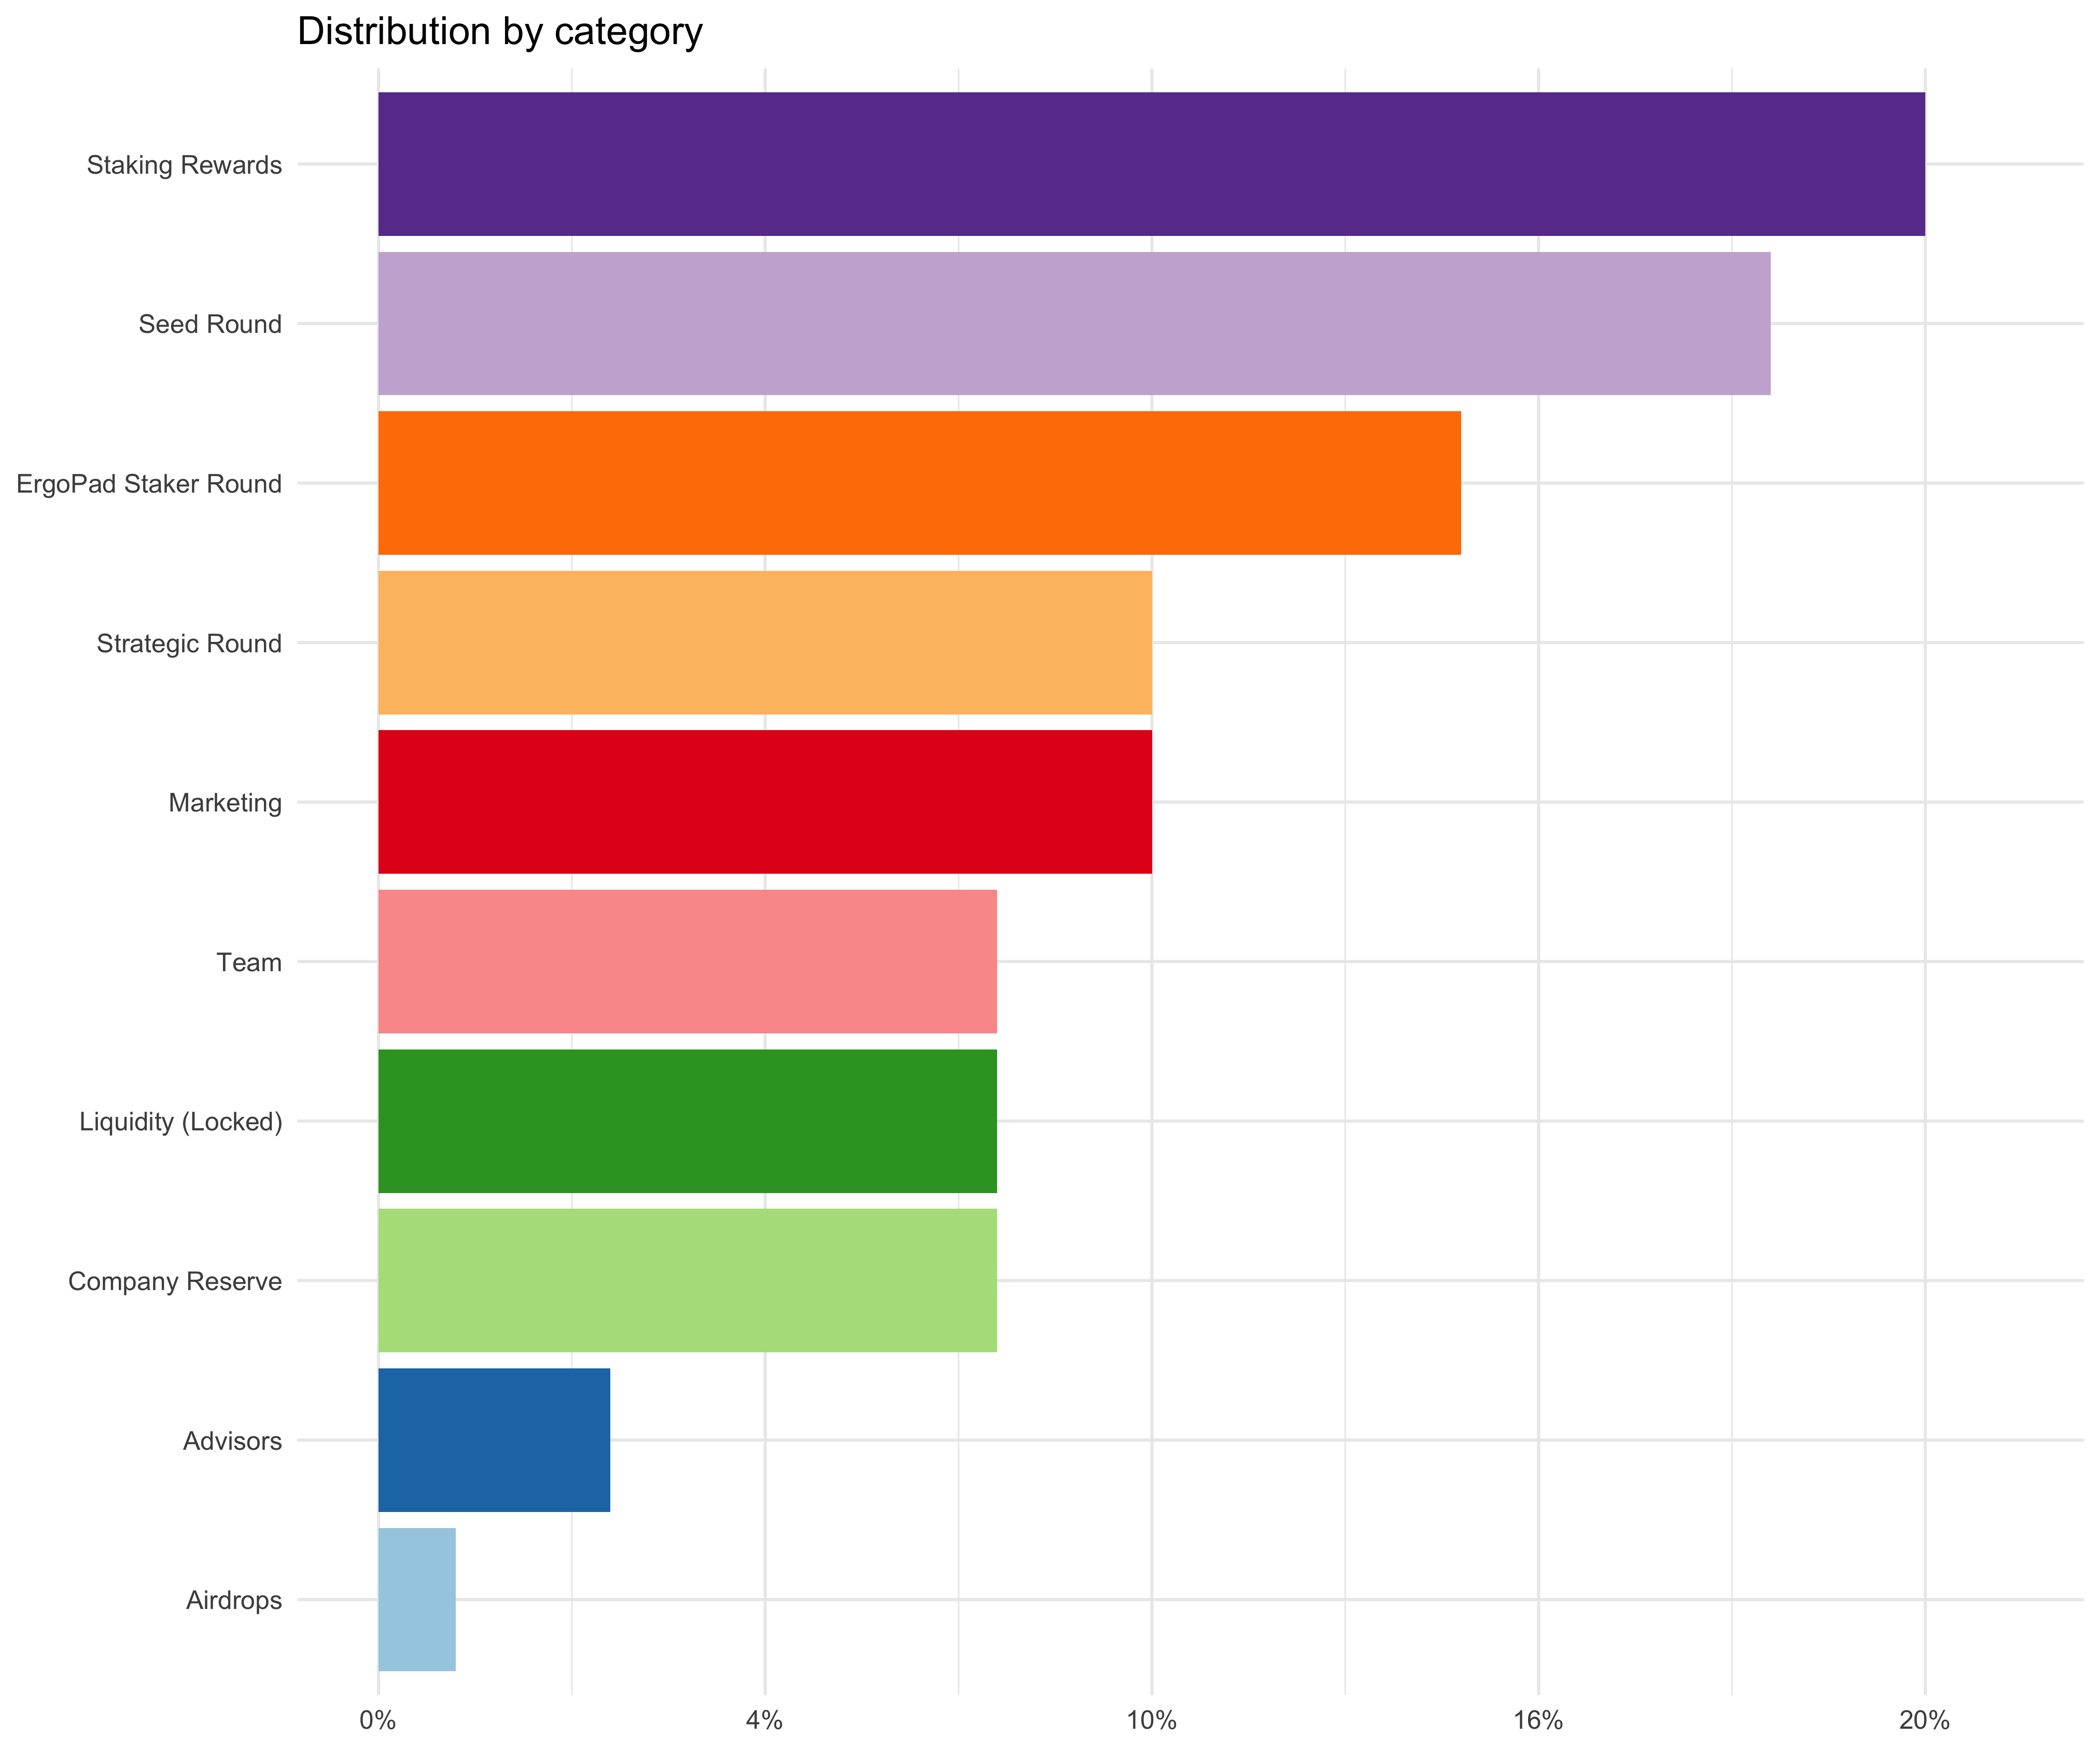 Distribution by category
Staking Rewards
Seed Round
ErgoPad Staker Round
Strategic Round
Marketing
Team
Liquidity (Locked)
Company Reserve
Advisors
Airdrops
0% 4% 10% 16% 20%